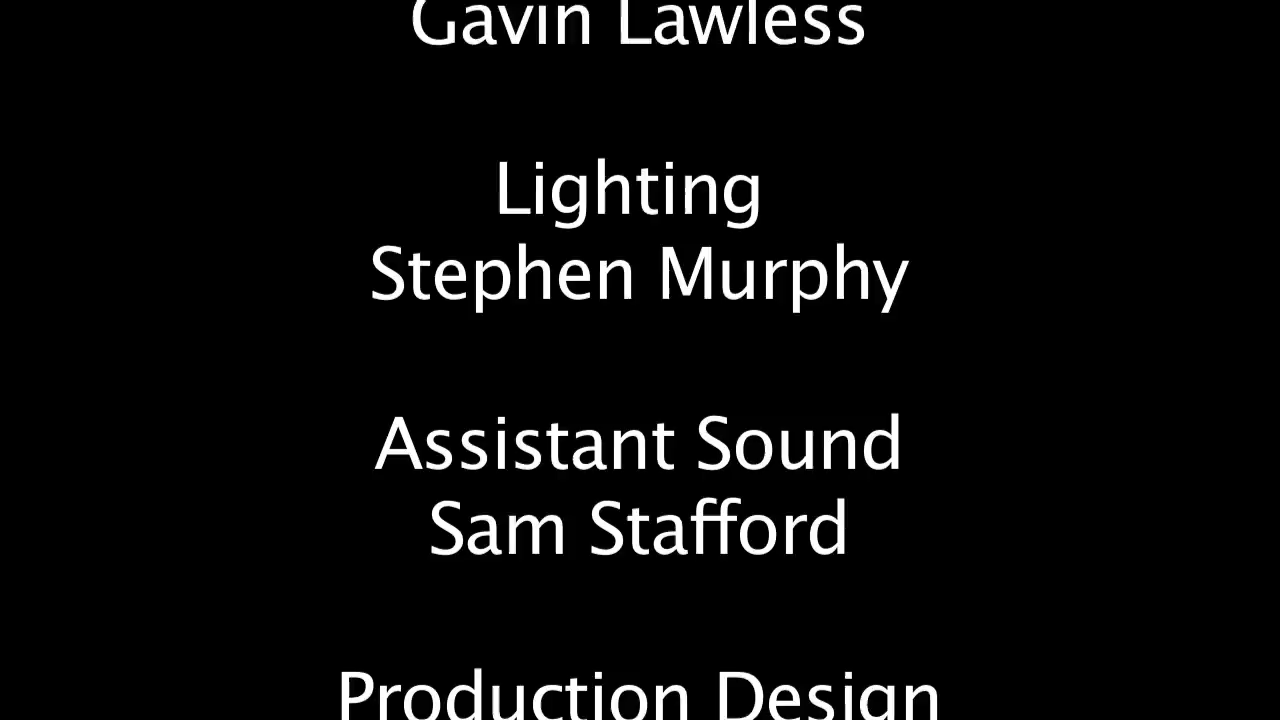 Gavin Lawless
Lighting
Stephen Murphy
Assistant Sound
Sam Stafford
Production Design